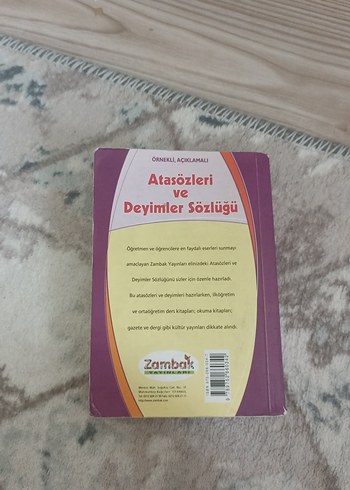 ÖRNEKLİ, AÇIKLAMALI
Atasözleri
ve
Deyimler Sözlüğü
Öğretmen ve öğrencilere en faydalı eserleri sunmayı
amaçlayan Zambak Yayınları elinizdeki Atasözleri ve
Deyimler Sözlüğünü sizler için özenle hazırladı.
Bu atasözleri ve deyimleri hazırlarken, ilköğretim
ve ortaöğretim ders kitapları; okuma kitapları;
gazete ve dergi gibi kültür yayınları dikkate alındı.
Zambak
YAYINLARI